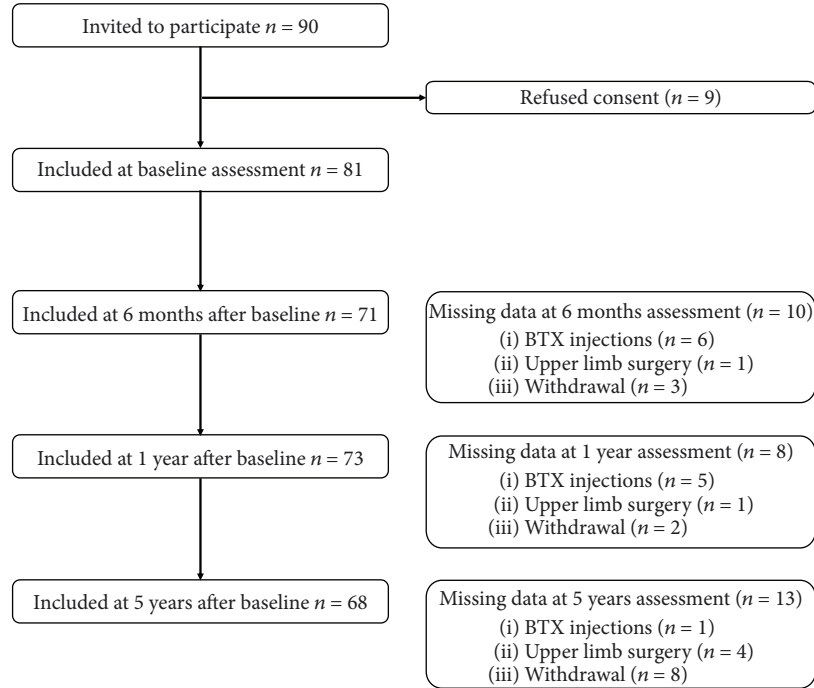 Invited to participate n = 90
Refused consent (n = 9)
Included at baseline assessment n = 81
Included at 6 months after baseline n = 71
Missing data at 6 months assessment (n = 10)
(i) BTX injections (n = 6)
(ii) Upper limb surgery (n = 1)
(iii) Withdrawal (n = 3)
Included at 1 year after baseline n = 73
Missing data at 1 year assessment (n = 8)
(i) BTX injections (n = 5)
(ii) Upper limb surgery (n = 1)
(iii) Withdrawal (n = 2)
Included at 5 years after baseline n = 68
Missing data at 5 years assessment (n = 13)
(i) BTX injections (n = 1)
(ii) Upper limb surgery (n = 4)
(iii) Withdrawal (n = 8)